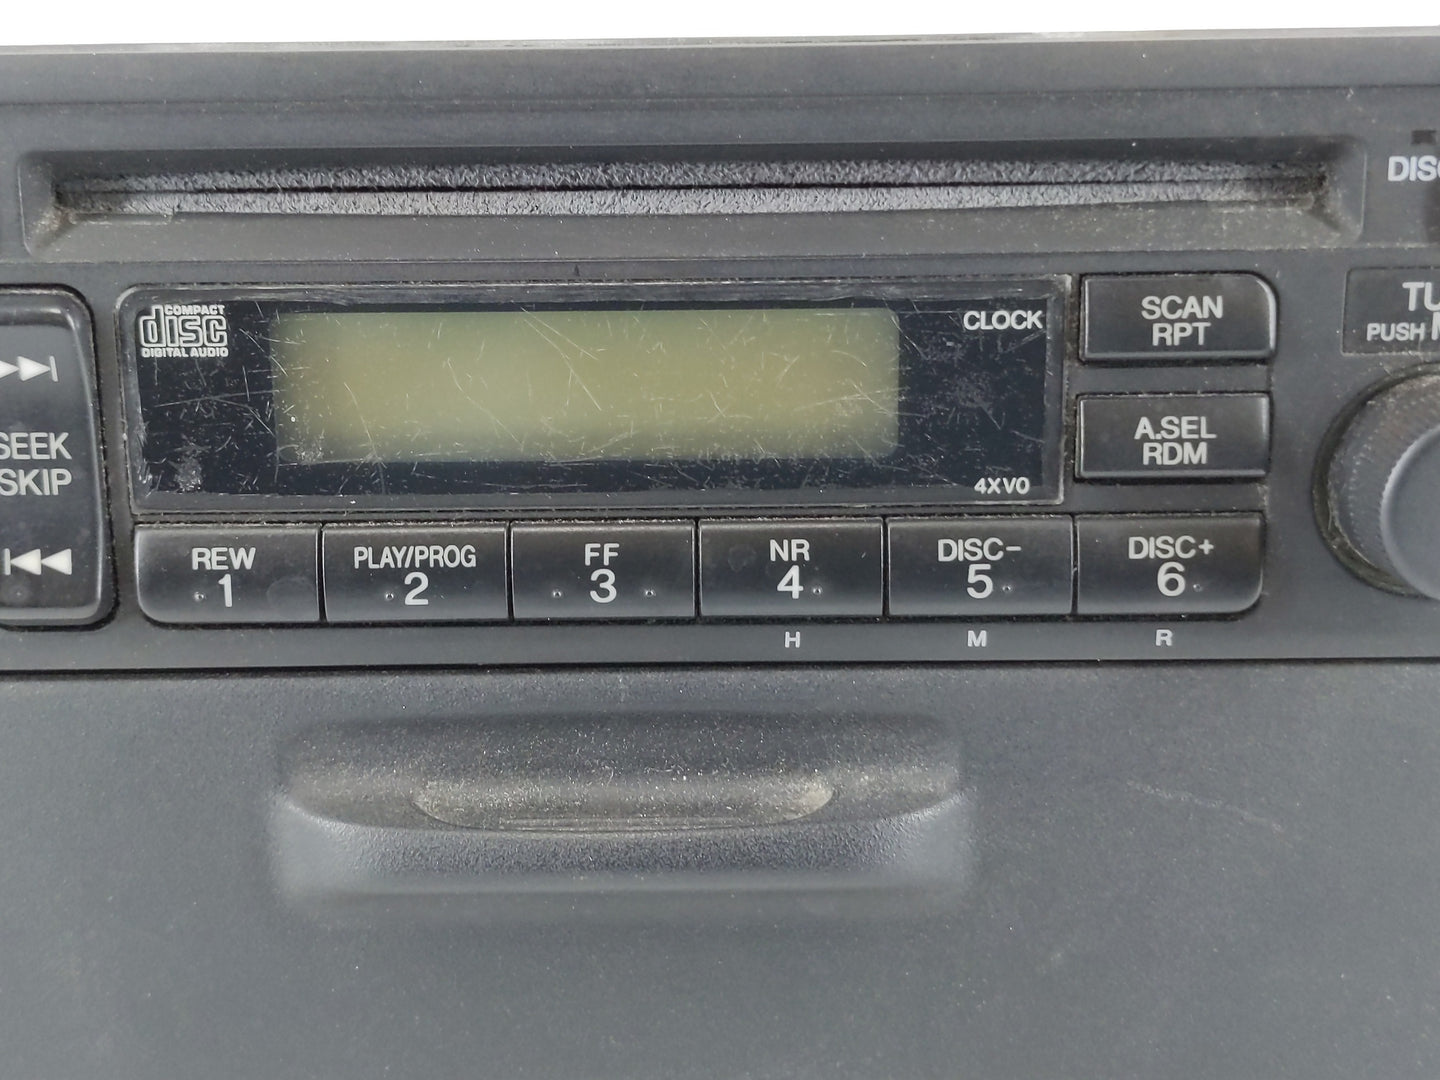 DISC
COMPACT
disc
DIGITAL AUDIO
CLOCK
SCAN
RPT
PUSH
SEEK
SKIP
A.SEL
RDM
4XV0
REW
1
PLAY/PROG
2
FF
3
NR
4
DISC-
5
DISC+
6
H
M
R